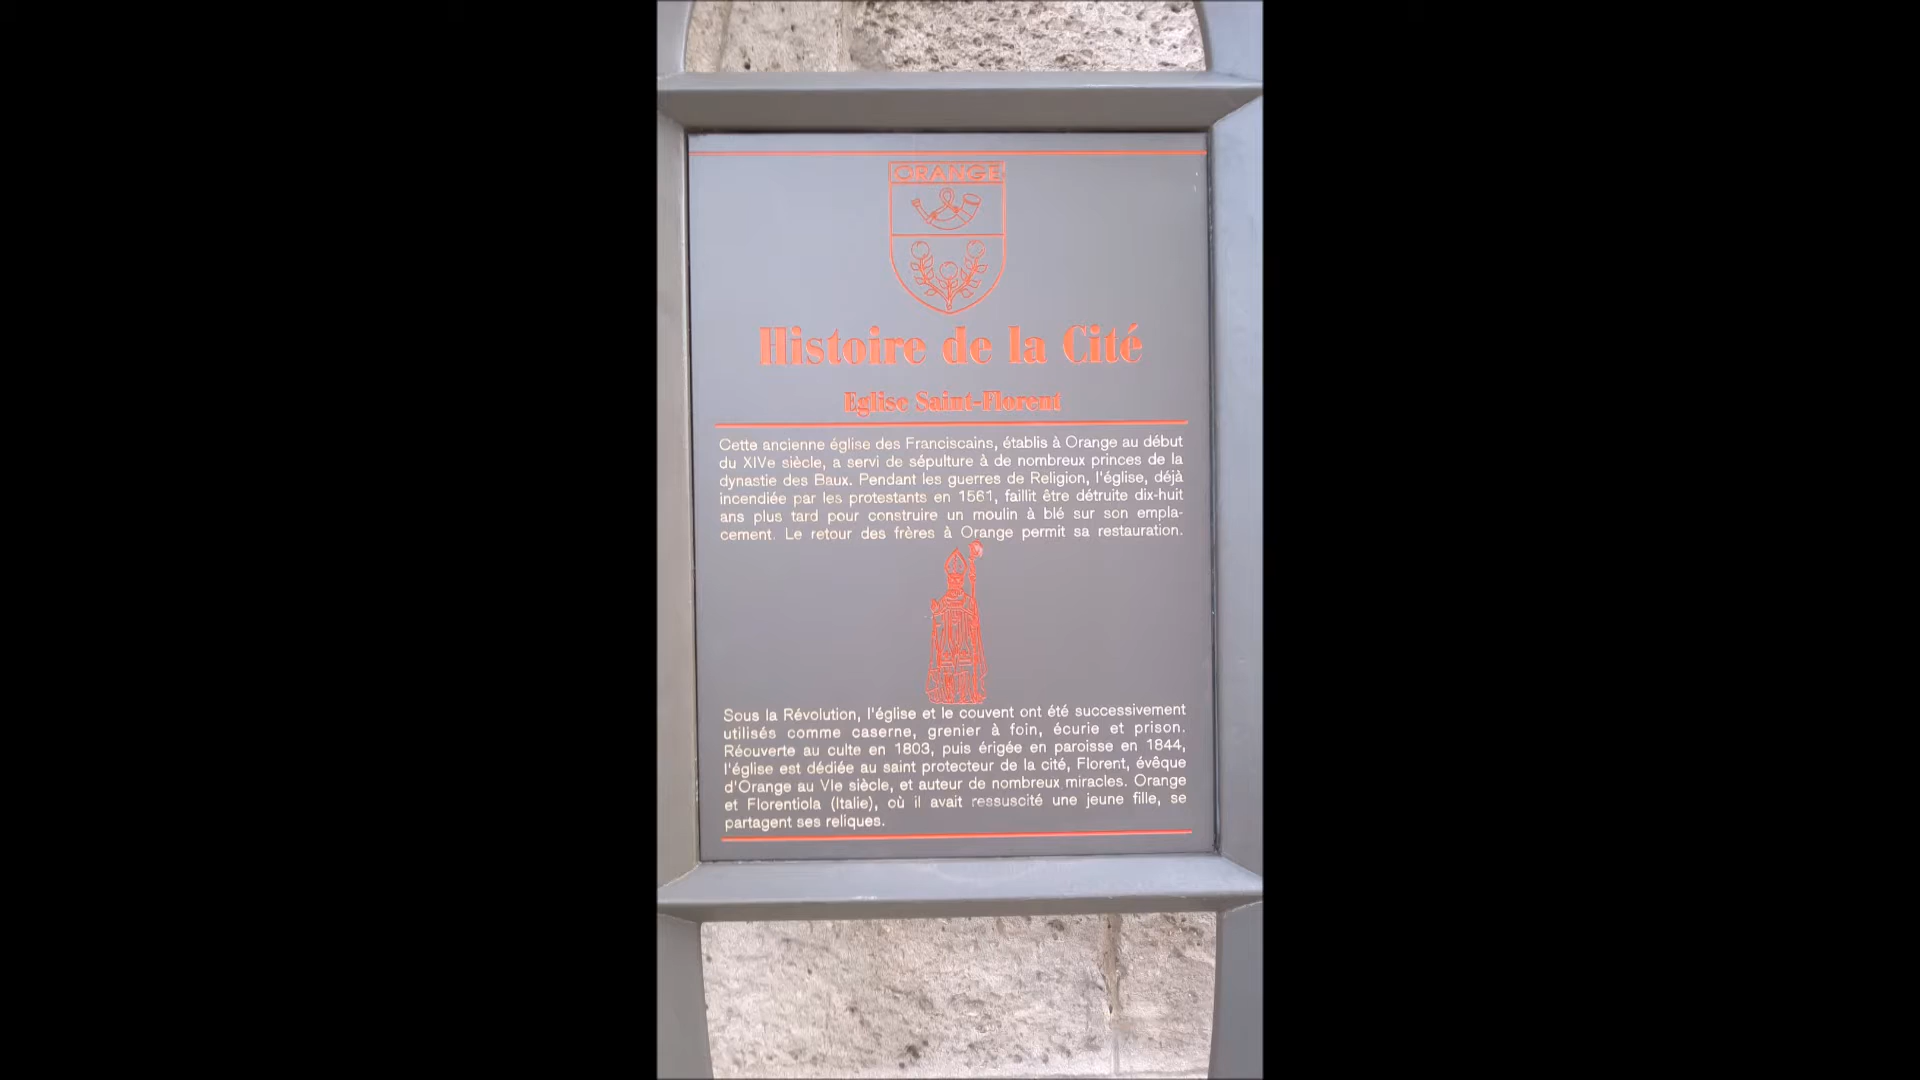 ORANGE
Histoire de la Cité
Eglise Saint-Florent
Cette ancienne église des Franciscains, établis à Orange au début
du XIVe siècle, a servi de sépulture à de nombreux princes de la
dynastie des Baux. Pendant les guerres de Religion, l'église, déjà
incendiée par les protestants en 1561, faillit être détruite dix-huit
ans plus tard pour construire un moulin à blé sur son empla-
cement. Le retour des frères à Orange permit sa restauration.
Sous la Révolution, l'église et le couvent ont été successivement
utilisés comme caserne, grenier à foin, écurie et prison.
Réouverte au culte en 1803, puis érigée en paroisse en 1844,
l'église est dédiée au saint protecteur de la cité, Florent, évêque
d'Orange au VIe siècle, et auteur de nombreux miracles. Orange
et Florentiola (Italie), où il avait ressuscité une jeune fille, se
partagent ses reliques.